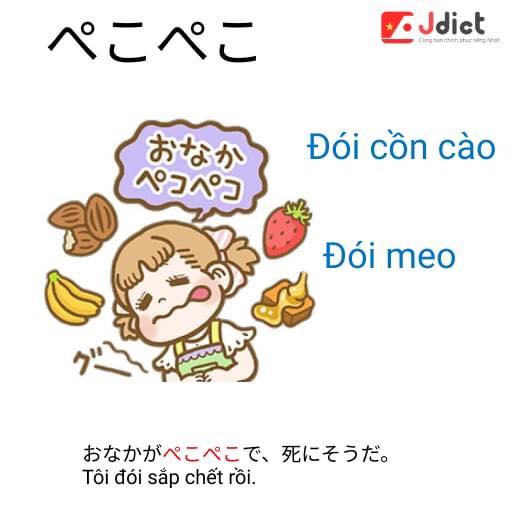 ぺこぺこ
Jdict
Cùng bạn chinh phục tiếng Nhật
おなか
ペコペコ
Đói cồn cào
Đói meo
グー
おなかがぺこぺこで、死にそうだ。
Tôi đói sắp chết rồi.